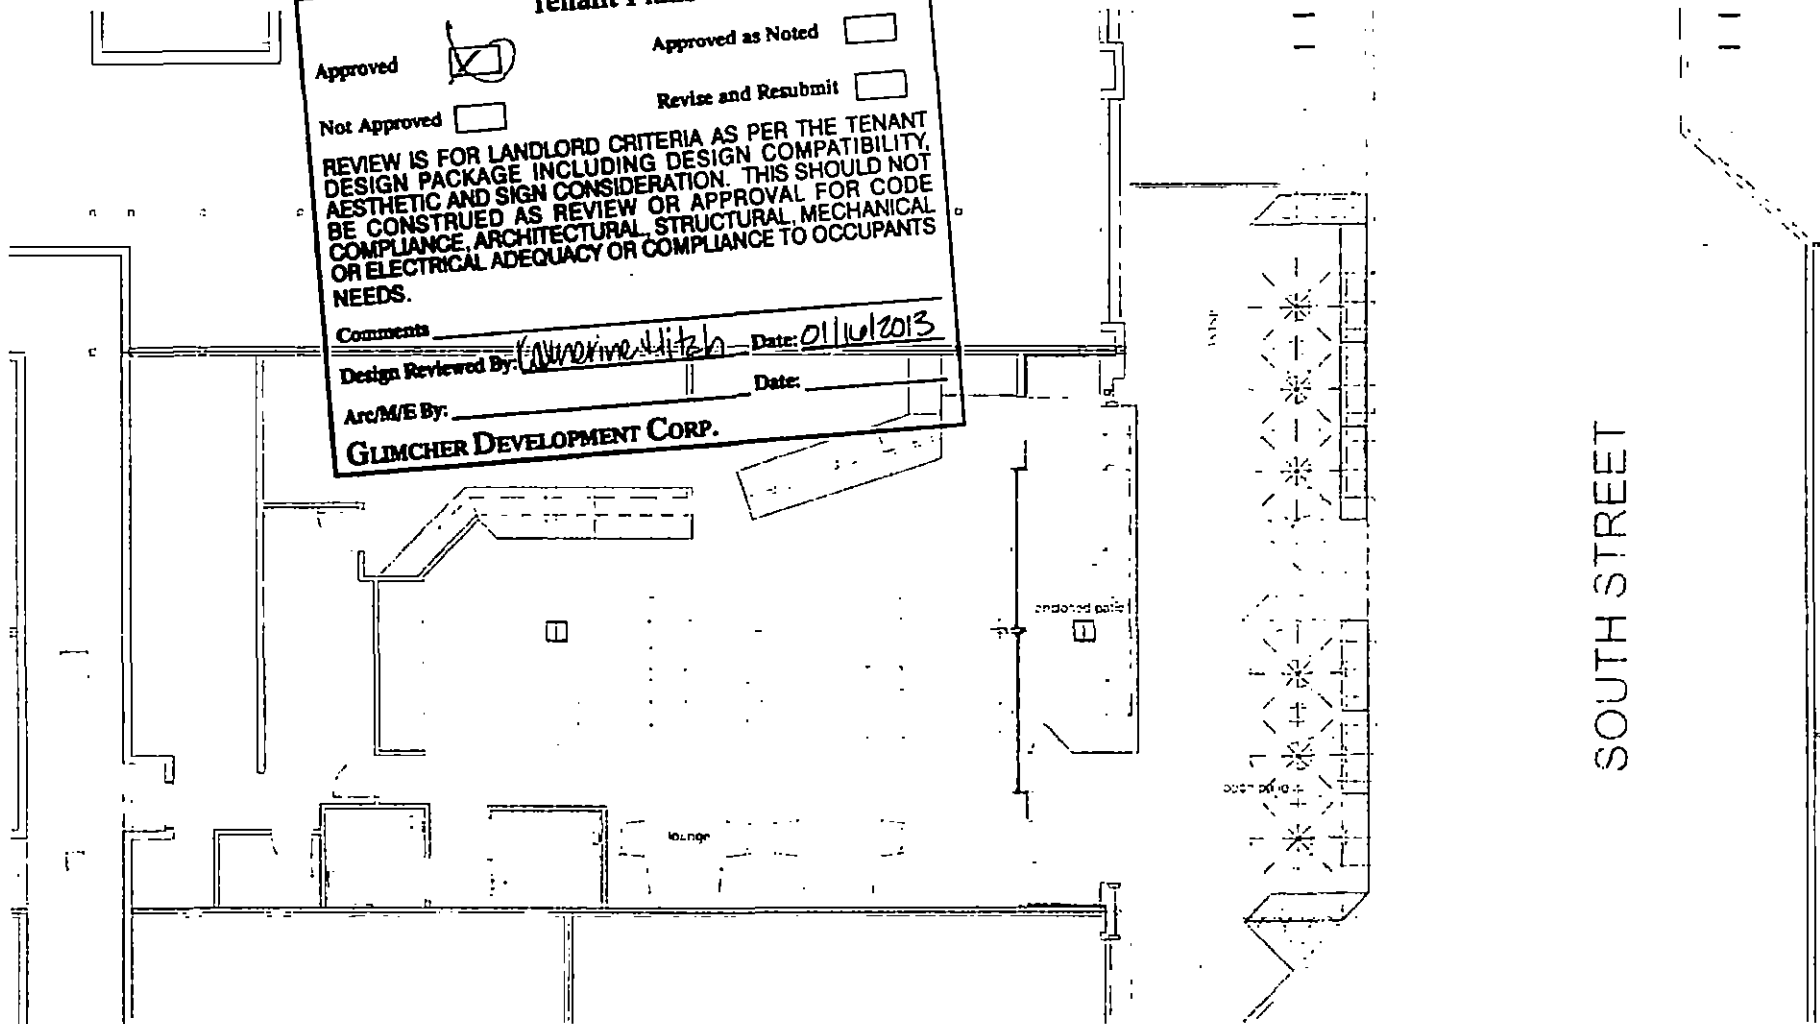 Tenant
Approved
Approved as Noted
Not Approved
Revise and Resubmit
REVIEW IS FOR LANDLORD CRITERIA AS PER THE TENANT
DESIGN PACKAGE INCLUDING DESIGN COMPATIBILITY,
AESTHETIC AND SIGN CONSIDERATION. THIS SHOULD NOT
BE CONSTRUED AS REVIEW OR APPROVAL FOR CODE
COMPLIANCE, ARCHITECTURAL, STRUCTURAL, MECHANICAL
OR ELECTRICAL ADEQUACY OR COMPLIANCE TO OCCUPANTS
NEEDS.
Comments
Design Reviewed By: Date: 01/16/2013
Arc/M/E By: Date:
GLIMCHER DEVELOPMENT CORP.
enclosed patio
open patio
lounge
SOUTH STREET